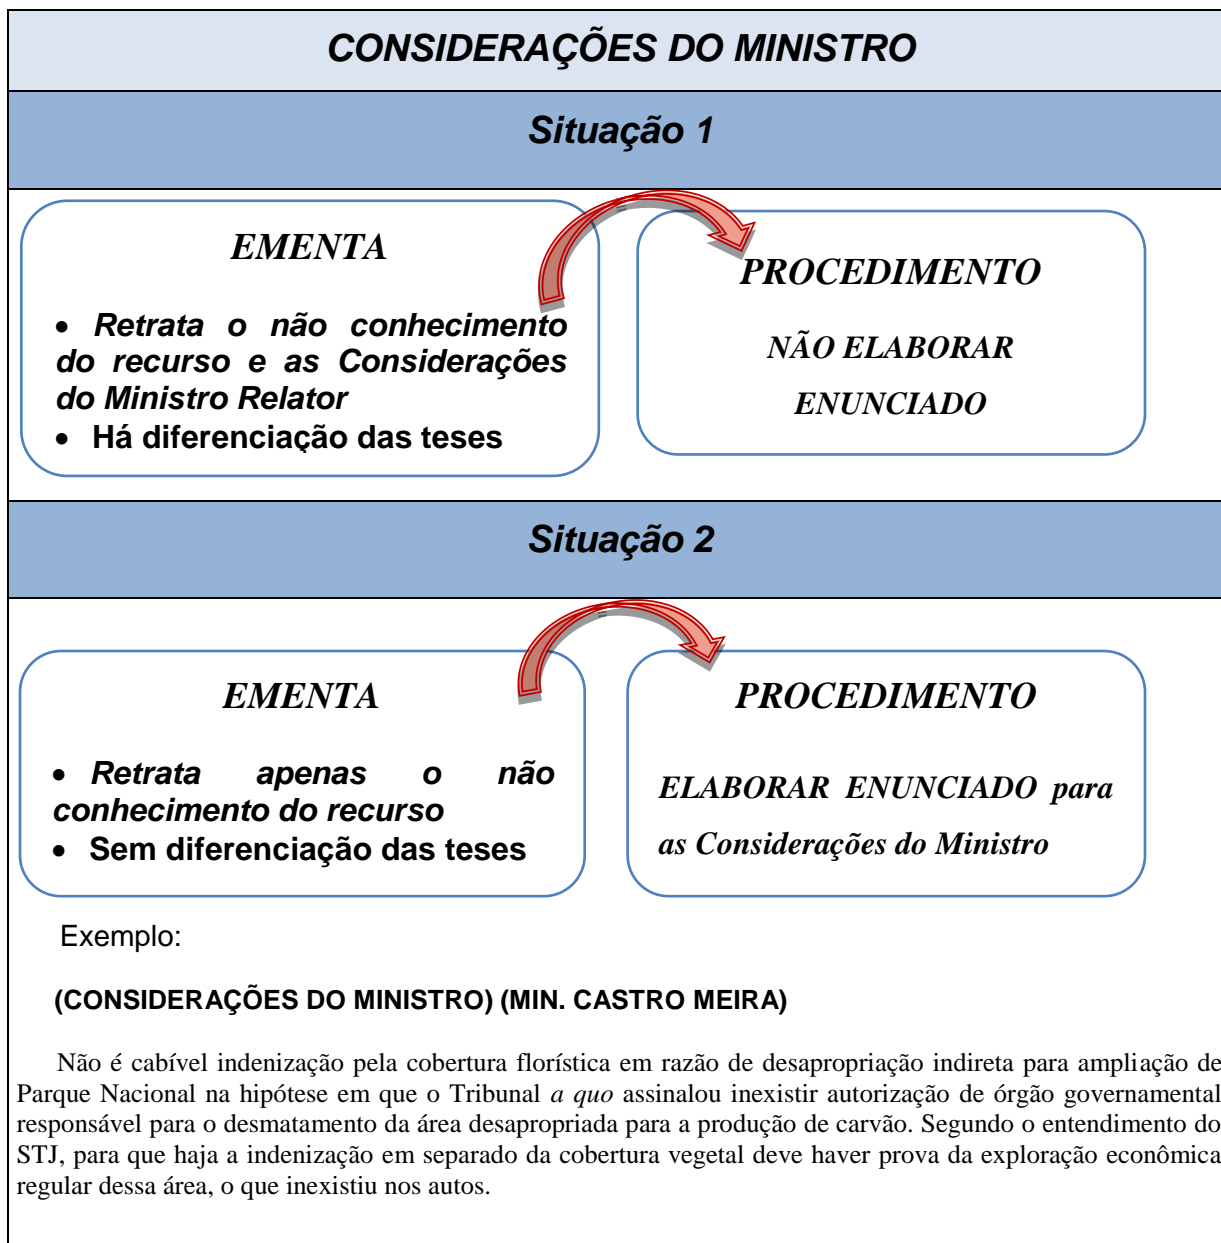 CONSIDERAÇÕES DO MINISTRO
Situação 1
EMENTA
• Retrata o não conhecimento
do recurso e as Considerações
do Ministro Relator
• Há diferenciação das teses
=
PROCEDIMENTO
NÃO ELABORAR
ENUNCIADO
Situação 2
EMENTA
• Retrata apenas o não
conhecimento do recurso
• Sem diferenciação das teses
=
PROCEDIMENTO
ELABORAR ENUNCIADO para
as Considerações do Ministro
Exemplo:
(CONSIDERAÇÕES DO MINISTRO) (MIN. CASTRO MEIRA)
Não é cabível indenização pela cobertura florística em razão de desapropriação indireta para ampliação de
Parque Nacional na hipótese em que o Tribunal a quo assinalou inexistir autorização de órgão governamental
responsável para o desmatamento da área desapropriada para a produção de carvão. Segundo o entendimento do
STJ, para que haja a indenização em separado da cobertura vegetal deve haver prova da exploração econômica
regular dessa área, o que inexistiu nos autos.